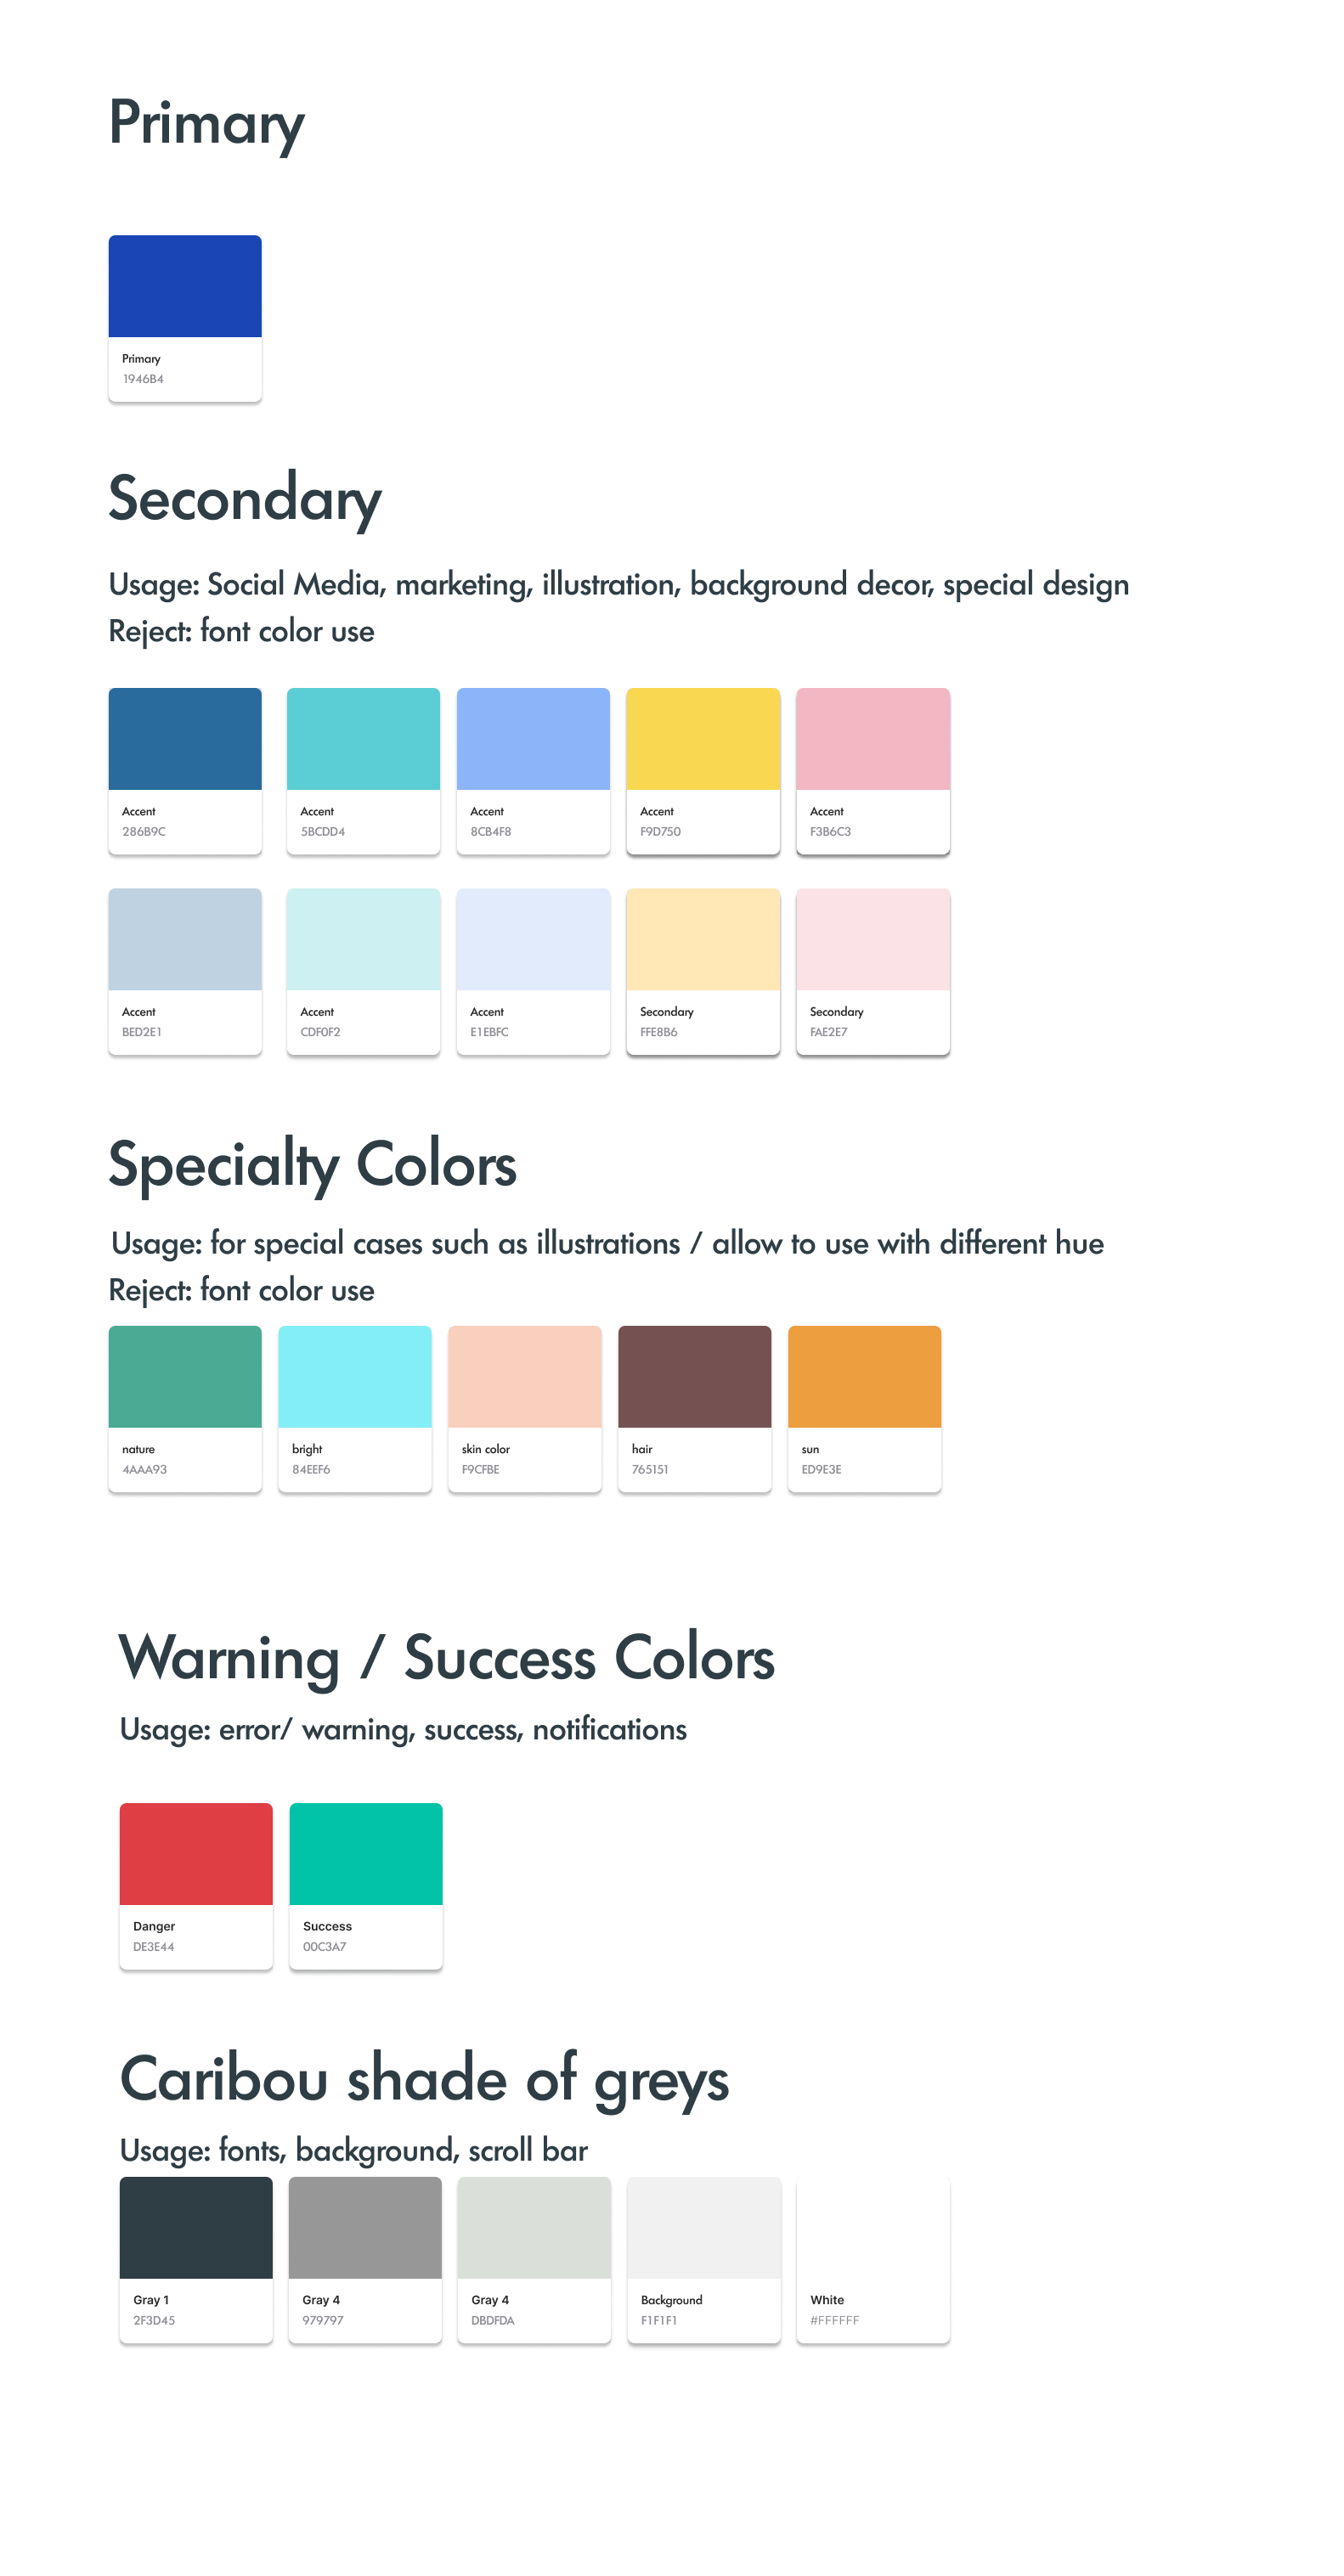 Primary
Primary
1946B4
Secondary
Usage: Social Media, marketing, illustration, background decor, special design
Reject: font color use
Accent
286B9C
Accent
5BCDD4
Accent
8CB4F8
Accent
F9D750
Accent
F3B6C3
Accent
BED2E1
Accent
CDF0F2
Accent
E1EBFC
Secondary
FFE8B6
Secondary
FAE2E7
Specialty Colors
Usage: for special cases such as illustrations / allow to use with different hue
Reject: font color use
nature
4AAA93
bright
84EEF6
skin color
F9CFBE
hair
765151
sun
ED9E3E
Warning / Success Colors
Usage: error/ warning, success, notifications
Danger
DE3E44
Success
00C3A7
Caribou shade of greys
Usage: fonts, background, scroll bar
Gray 1
2F3D45
Gray 4
979797
Gray 4
DBDFDA
Background
F1F1F1
White
#FFFFFF